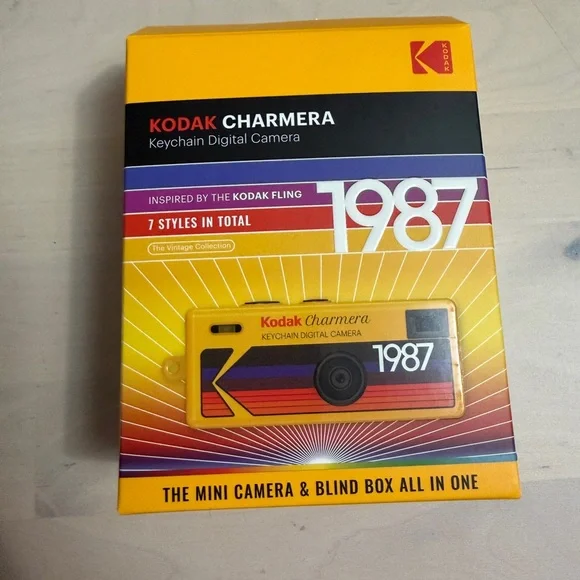 KODAK
KODAK CHARMERA
Keychain Digital Camera
INSPIRED BY THE KODAK FLING
1987
7 STYLES IN TOTAL
The Vintage Collection
Kodak Charmera
KEYCHAIN DIGITAL CAMERA
1987
THE MINI CAMERA & BLIND BOX ALL IN ONE